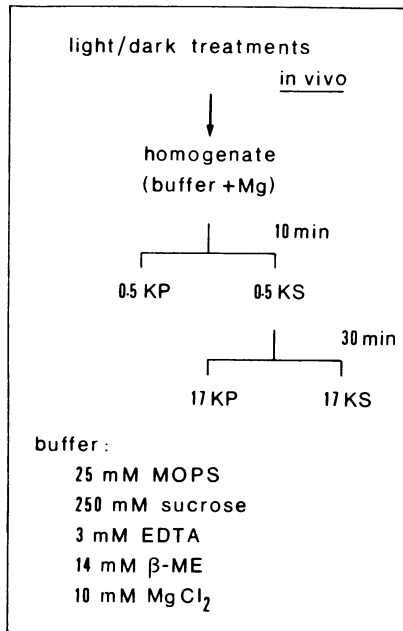 light/dark treatments
in vivo
homogenate
(buffer +Mg)
10 min
0.5 KP 0.5 KS
30 min
17 KP 17 KS
buffer:
25 mM MOPS
250 mM sucrose
3 mM EDTA
14 mM β-ME
10 mM MgCl₂